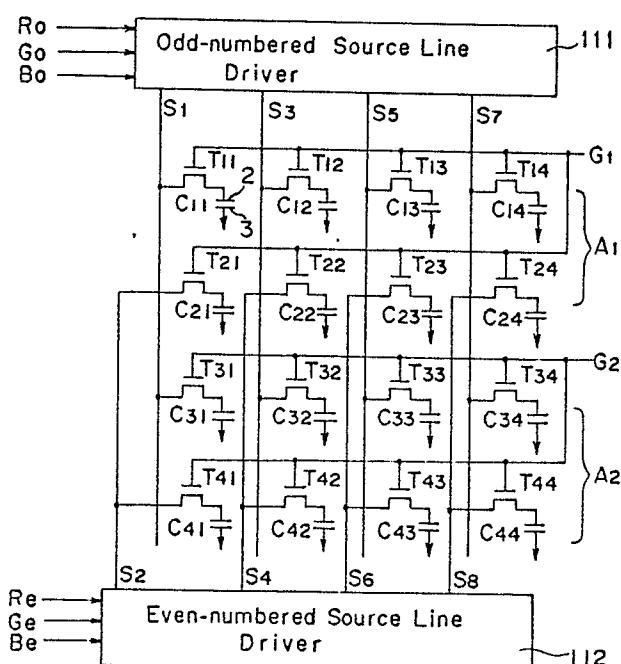 Ro
Go
Bo
Odd-numbered Source Line
Driver
111
S1 S3 S5 S7
G1
T11 T12 T13 T14
2
C11 3 C12 C13 C14
A1
T21 T22 T23 T24
C21 C22 C23 C24
G2
T31 T32 T33 T34
C31 C32 C33 C34
A2
T41 T42 T43 T44
C41 C42 C43 C44
S2 S4 S6 S8
Re
Ge
Be
Even-numbered Source Line
Driver
112